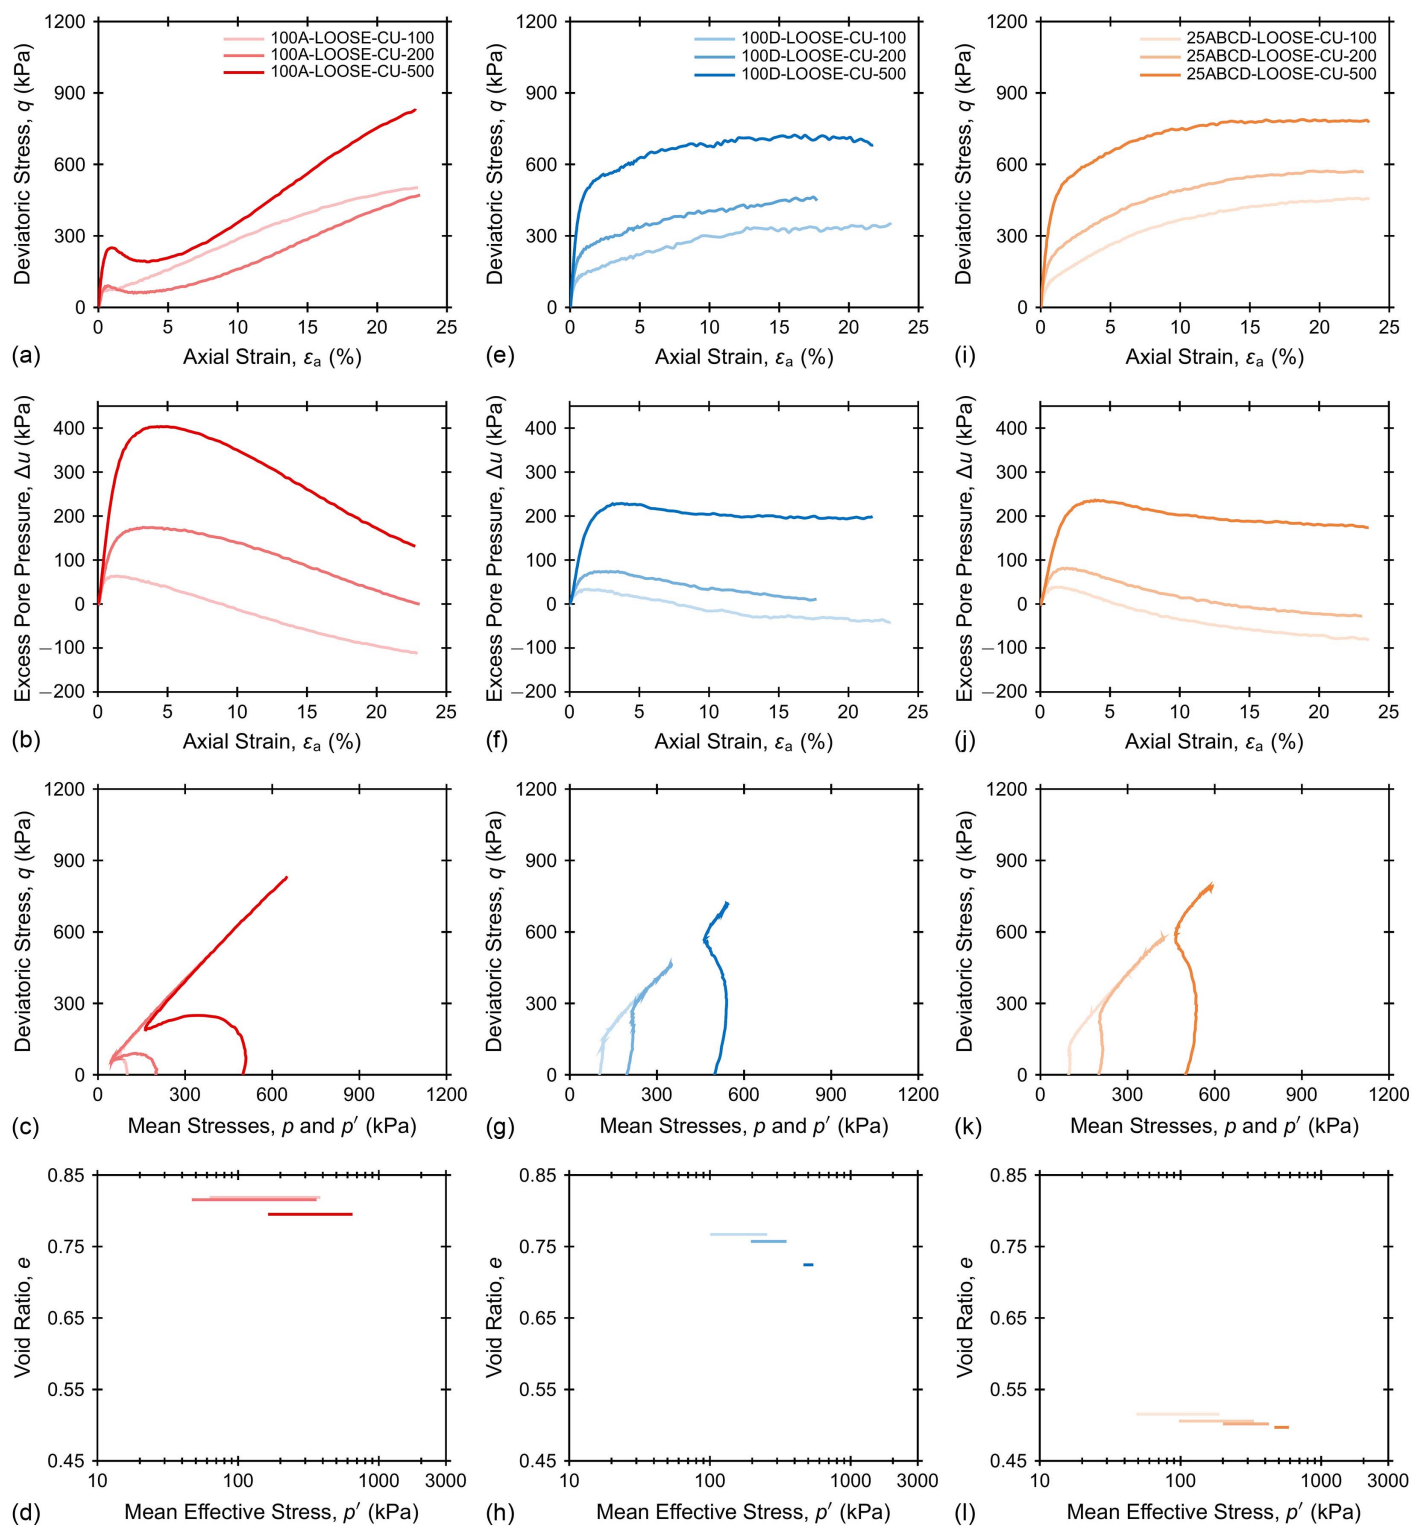 1200
900
600
300
0
0 5 10 15 20 25
Deviatoric Stress, q (kPa)
100A-LOOSE-CU-100
100A-LOOSE-CU-200
100A-LOOSE-CU-500
(a) Axial Strain, εa (%)
1200
900
600
300
0
0 5 10 15 20 25
Deviatoric Stress, q (kPa)
100D-LOOSE-CU-100
100D-LOOSE-CU-200
100D-LOOSE-CU-500
(e) Axial Strain, εa (%)
1200
900
600
300
0
0 5 10 15 20 25
Deviatoric Stress, q (kPa)
25ABCD-LOOSE-CU-100
25ABCD-LOOSE-CU-200
25ABCD-LOOSE-CU-500
(i) Axial Strain, εa (%)
400
300
200
100
0
−100
−200
0 5 10 15 20 25
Excess Pore Pressure, Δu (kPa)
(b) Axial Strain, εa (%)
400
300
200
100
0
−100
−200
0 5 10 15 20 25
Excess Pore Pressure, Δu (kPa)
(f) Axial Strain, εa (%)
400
300
200
100
0
−100
−200
0 5 10 15 20 25
Excess Pore Pressure, Δu (kPa)
(j) Axial Strain, εa (%)
1200
900
600
300
0
0 300 600 900 1200
Deviatoric Stress, q (kPa)
(c) Mean Stresses, p and p′ (kPa)
1200
900
600
300
0
0 300 600 900 1200
Deviatoric Stress, q (kPa)
(g) Mean Stresses, p and p′ (kPa)
1200
900
600
300
0
0 300 600 900 1200
Deviatoric Stress, q (kPa)
(k) Mean Stresses, p and p′ (kPa)
0.85
0.75
0.65
0.55
0.45
10 100 1000 3000
Void Ratio, e
(d) Mean Effective Stress, p′ (kPa)
0.85
0.75
0.65
0.55
0.45
10 100 1000 3000
Void Ratio, e
(h) Mean Effective Stress, p′ (kPa)
0.85
0.75
0.65
0.55
0.45
10 100 1000 3000
Void Ratio, e
(l) Mean Effective Stress, p′ (kPa)